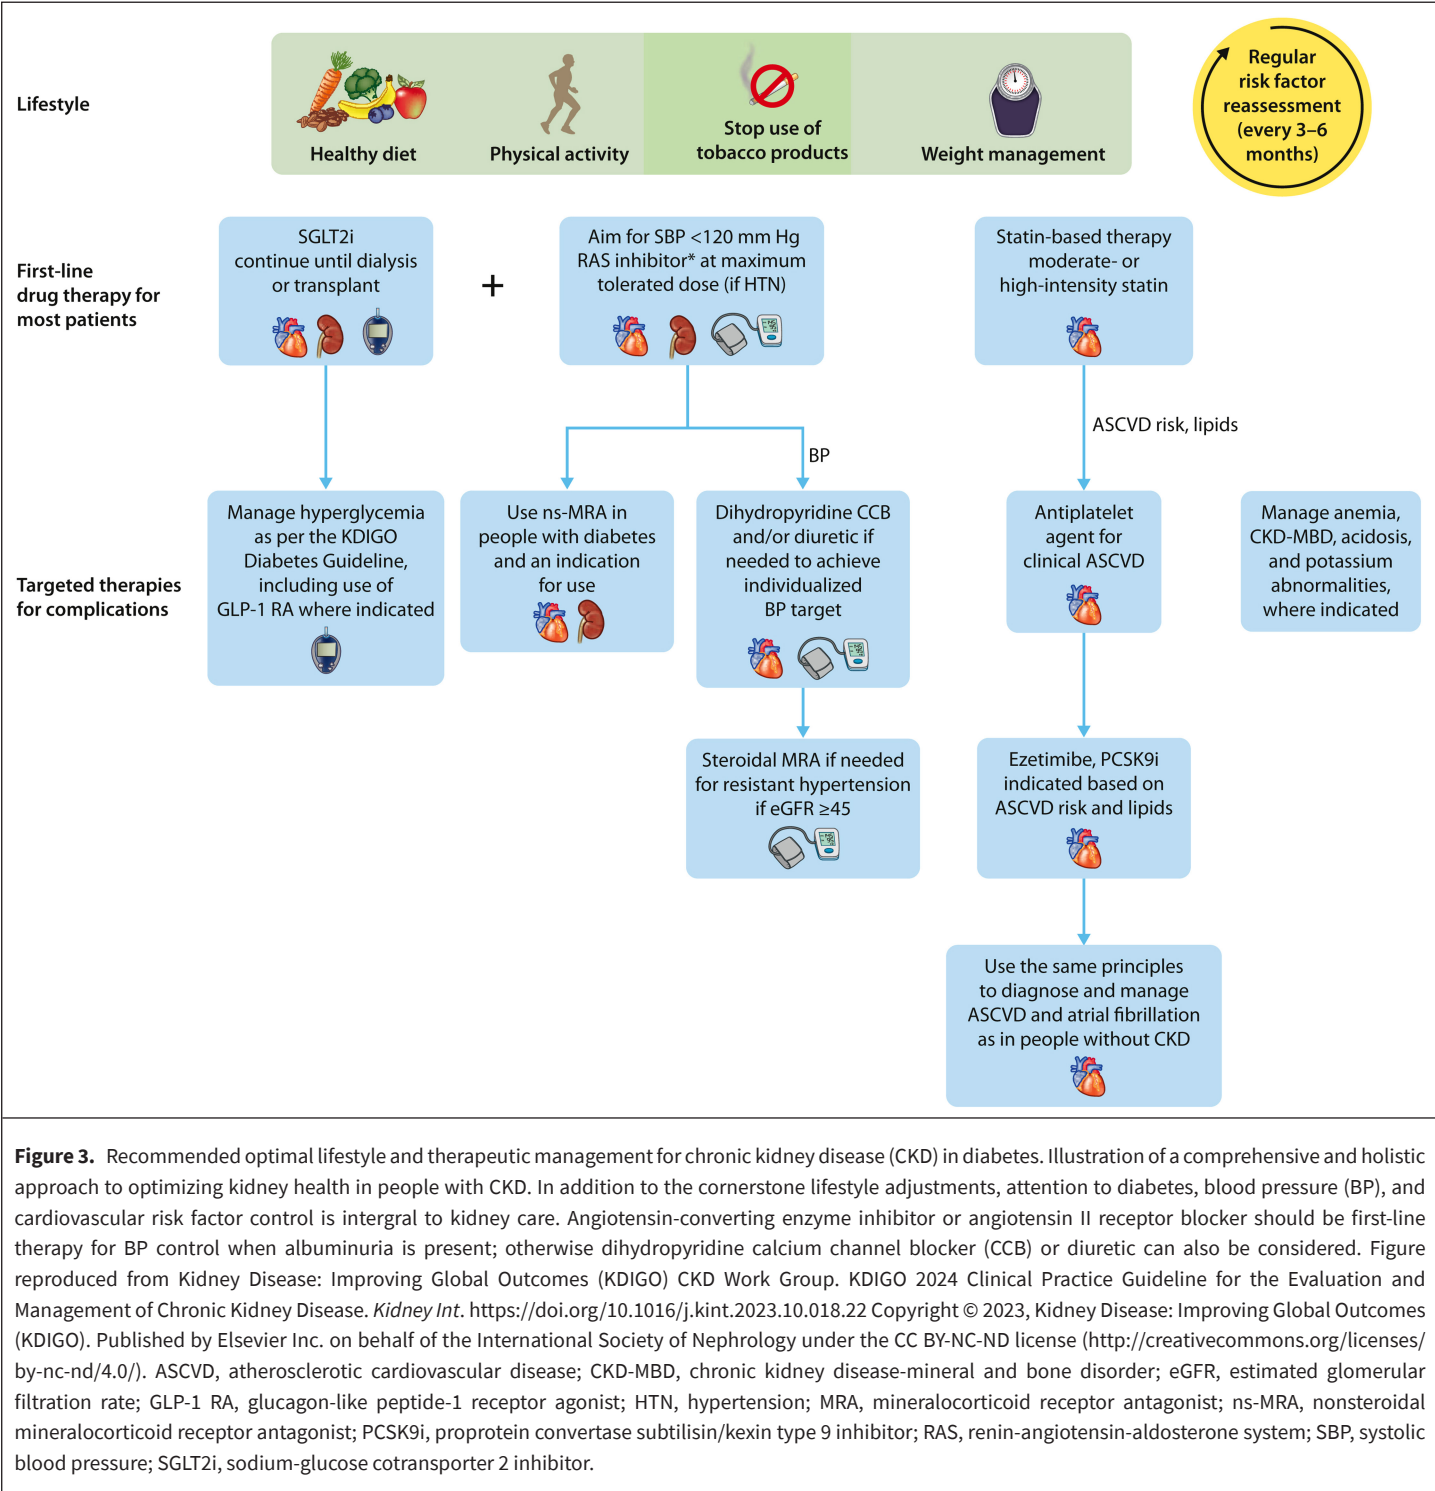 Lifestyle
Healthy diet
Physical activity
Stop use of
tobacco products
Weight management
Regular
risk factor
reassessment
(every 3–6
months)
First-line
drug therapy for
most patients
SGLT2i
continue until dialysis
or transplant
+
Aim for SBP <120 mm Hg
RAS inhibitor* at maximum
tolerated dose (if HTN)
Statin-based therapy
moderate- or
high-intensity statin
ASCVD risk, lipids
BP
Targeted therapies
for complications
Manage hyperglycemia
as per the KDIGO
Diabetes Guideline,
including use of
GLP-1 RA where indicated
Use ns-MRA in
people with diabetes
and an indication
for use
Dihydropyridine CCB
and/or diuretic if
needed to achieve
individualized
BP target
Antiplatelet
agent for
clinical ASCVD
Manage anemia,
CKD-MBD, acidosis,
and potassium
abnormalities,
where indicated
Steroidal MRA if needed
for resistant hypertension
if eGFR ≥45
Ezetimibe, PCSK9i
indicated based on
ASCVD risk and lipids
Use the same principles
to diagnose and manage
ASCVD and atrial fibrillation
as in people without CKD
Figure 3. Recommended optimal lifestyle and therapeutic management for chronic kidney disease (CKD) in diabetes. Illustration of a comprehensive and holistic
approach to optimizing kidney health in people with CKD. In addition to the cornerstone lifestyle adjustments, attention to diabetes, blood pressure (BP), and
cardiovascular risk factor control is intergral to kidney care. Angiotensin-converting enzyme inhibitor or angiotensin II receptor blocker should be first-line
therapy for BP control when albuminuria is present; otherwise dihydropyridine calcium channel blocker (CCB) or diuretic can also be considered. Figure
reproduced from Kidney Disease: Improving Global Outcomes (KDIGO) CKD Work Group. KDIGO 2024 Clinical Practice Guideline for the Evaluation and
Management of Chronic Kidney Disease. Kidney Int. https://doi.org/10.1016/j.kint.2023.10.018.22 Copyright © 2023, Kidney Disease: Improving Global Outcomes
(KDIGO). Published by Elsevier Inc. on behalf of the International Society of Nephrology under the CC BY-NC-ND license (http://creativecommons.org/licenses/
by-nc-nd/4.0/). ASCVD, atherosclerotic cardiovascular disease; CKD-MBD, chronic kidney disease-mineral and bone disorder; eGFR, estimated glomerular
filtration rate; GLP-1 RA, glucagon-like peptide-1 receptor agonist; HTN, hypertension; MRA, mineralocorticoid receptor antagonist; ns-MRA, nonsteroidal
mineralocorticoid receptor antagonist; PCSK9i, proprotein convertase subtilisin/kexin type 9 inhibitor; RAS, renin-angiotensin-aldosterone system; SBP, systolic
blood pressure; SGLT2i, sodium-glucose cotransporter 2 inhibitor.